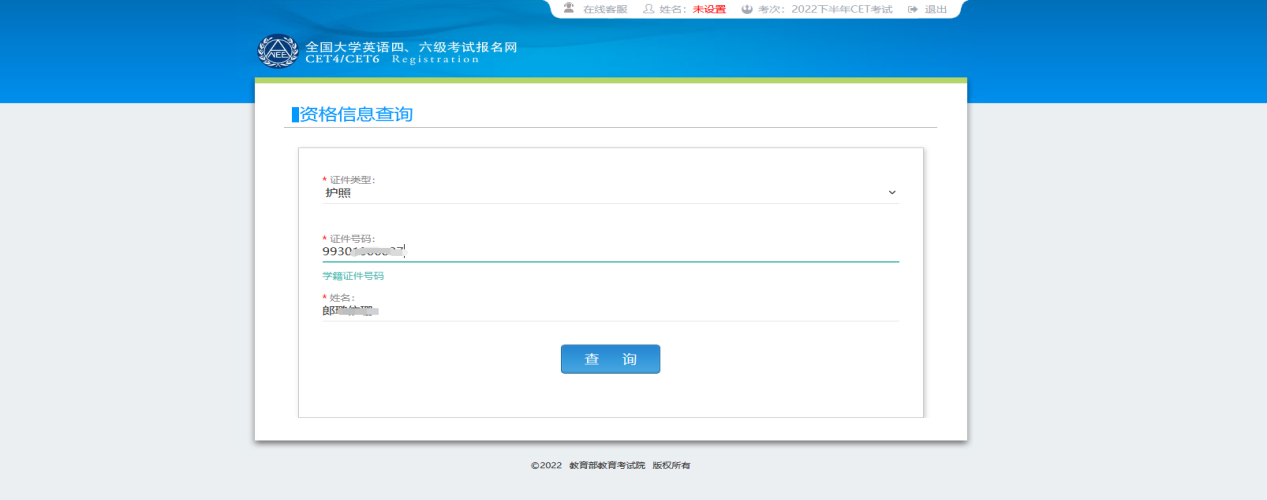 在线客服 姓名：未设置 考次：2022下半年CET考试 退出
NEE
全国大学英语四、六级考试报名网
CET4/CET6 Registration
资格信息查询
* 证件类型：
护照
* 证件号码：
9930
学籍证件号码
* 姓名：
郎
查 询
©2022 教育部教育考试院 版权所有